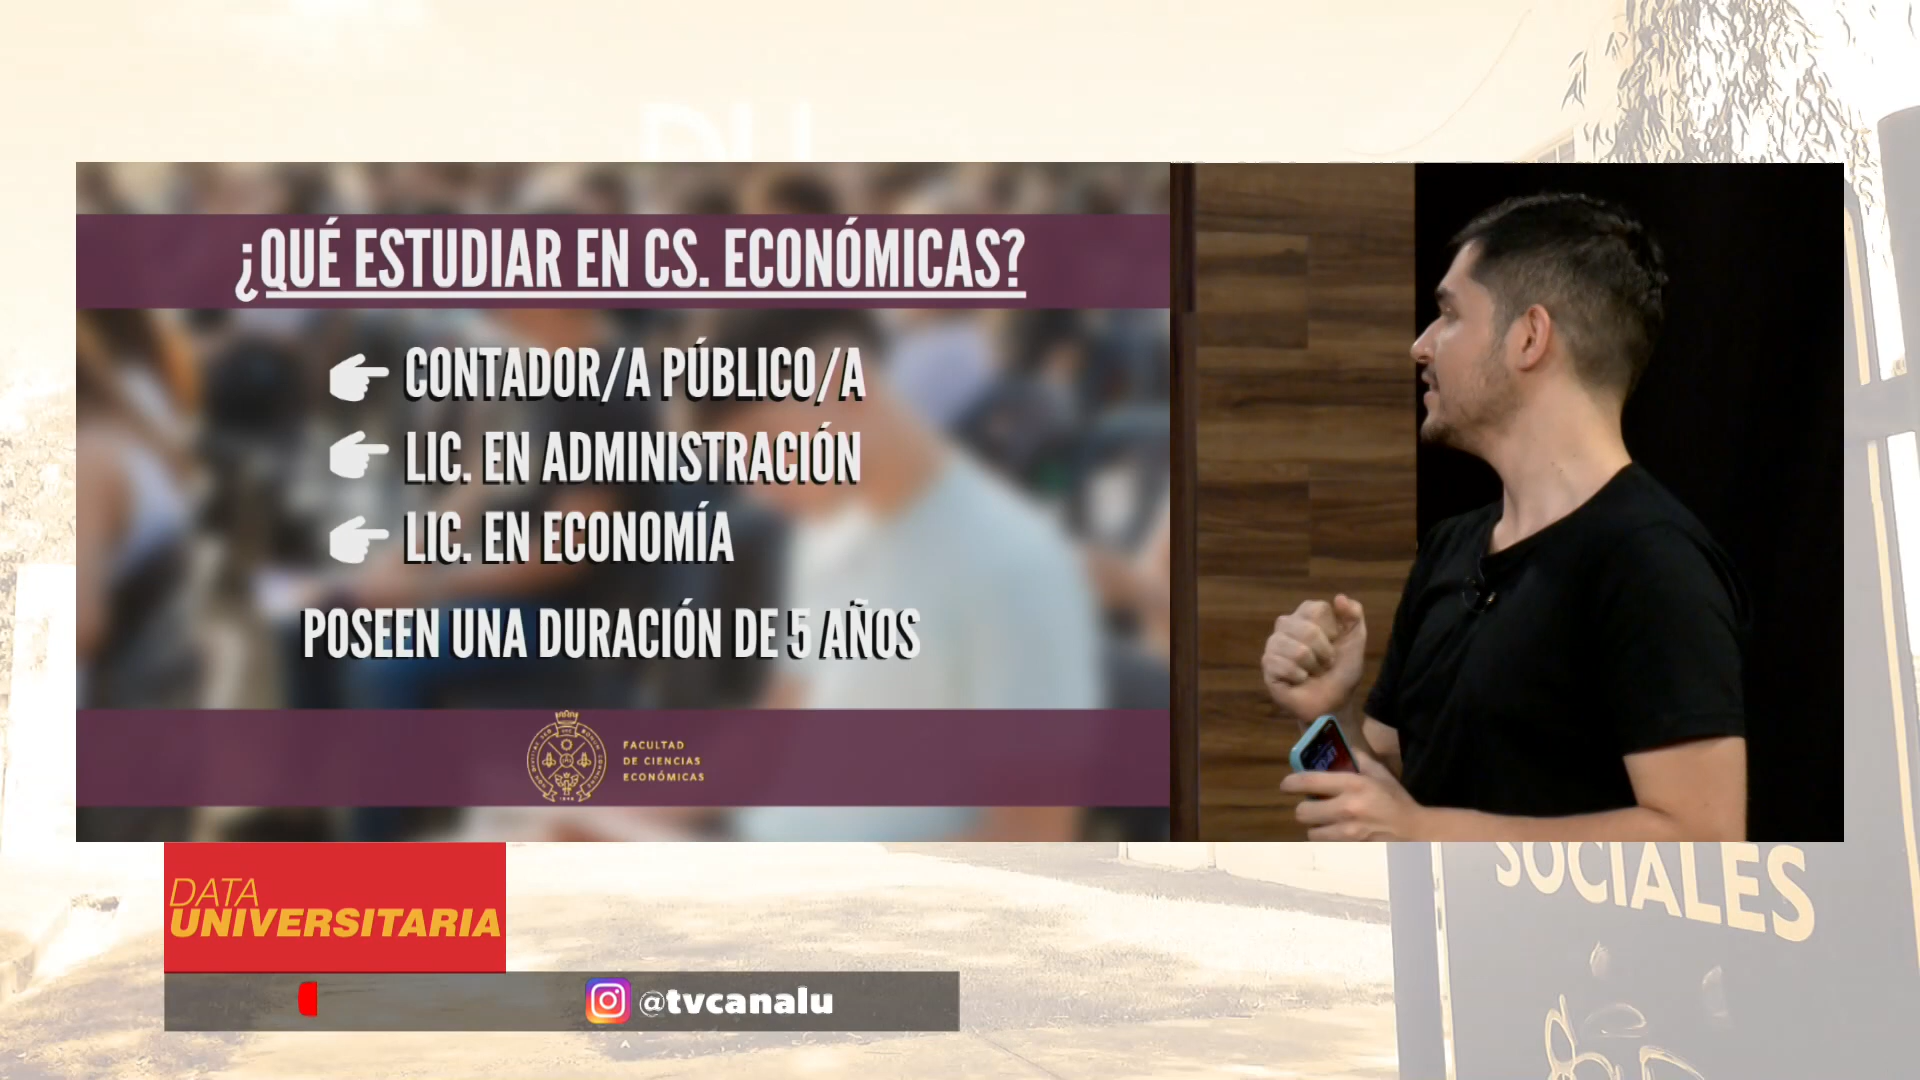 DU
¿QUÉ ESTUDIAR EN CS. ECONÓMICAS?
CONTADOR/A PÚBLICO/A
LIC. EN ADMINISTRACIÓN
LIC. EN ECONOMÍA
POSEEN UNA DURACIÓN DE 5 AÑOS
FACULTAD
DE CIENCIAS
ECONÓMICAS
SOCIALES
DATA
UNIVERSITARIA
@tvcanalu